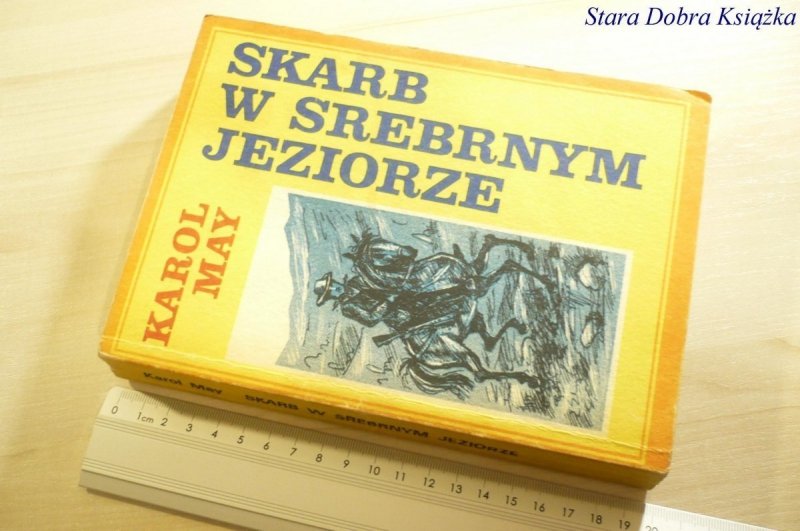 Stara Dobra Książka
SKARB
W SREBRNYM
JEZIORZE
KAROL
MAY
Karol May SKARB W SREBRNYM JEZIORZE
0 1cm 2 3 4 5 6 7 8 9 10 11 12 13 14 15 16 17 18 19 20